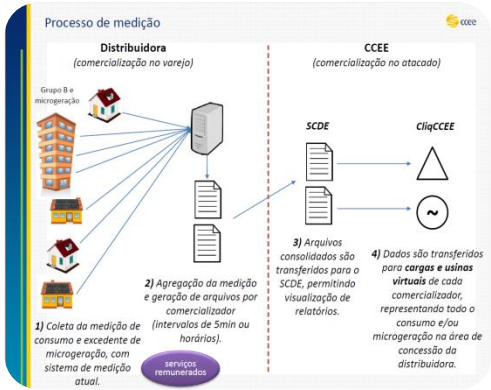 Processo de medição
ccee
Distribuidora
(comercialização no varejo)
CCEE
(comercialização no atacado)
Grupo B e
microgeração
SCDE
CliqCCEE
~
1) Coleta da medição de
consumo e excedente de
microgeração, com
sistema de medição
atual.
2) Agregação da medição
e geração de arquivos por
comercializador
(intervalos de 5min ou
horários).
serviços
remunerados
3) Arquivos
consolidados são
transferidos para o
SCDE, permitindo
visualização de
relatórios.
4) Dados são transferidos
para cargas e usinas
virtuais de cada
comercializador,
representando todo o
consumo e/ou
microgeração na área de
concessão da
distribuidora.